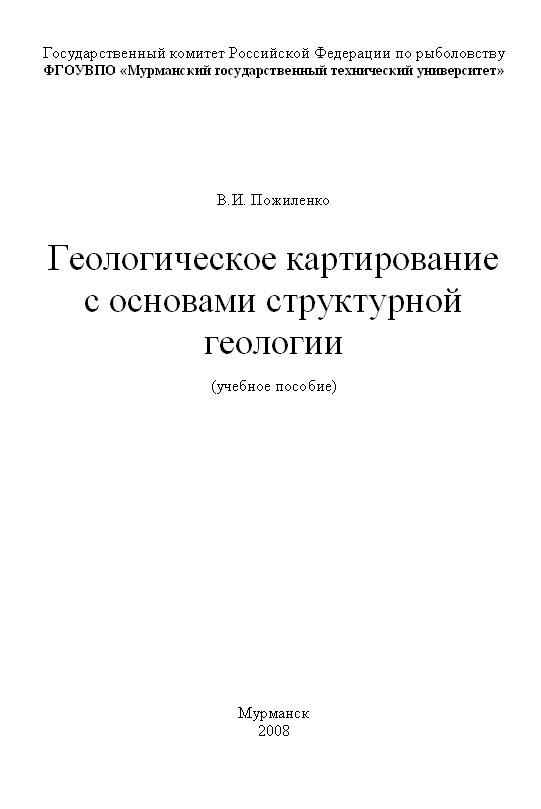 Государственный комитет Российской Федерации по рыболовству
ФГОУВПО «Мурманский государственный технический университет»
В.И. Пожиленко
Геологическое картирование
с основами структурной
геологии
(учебное пособие)
Мурманск
2008